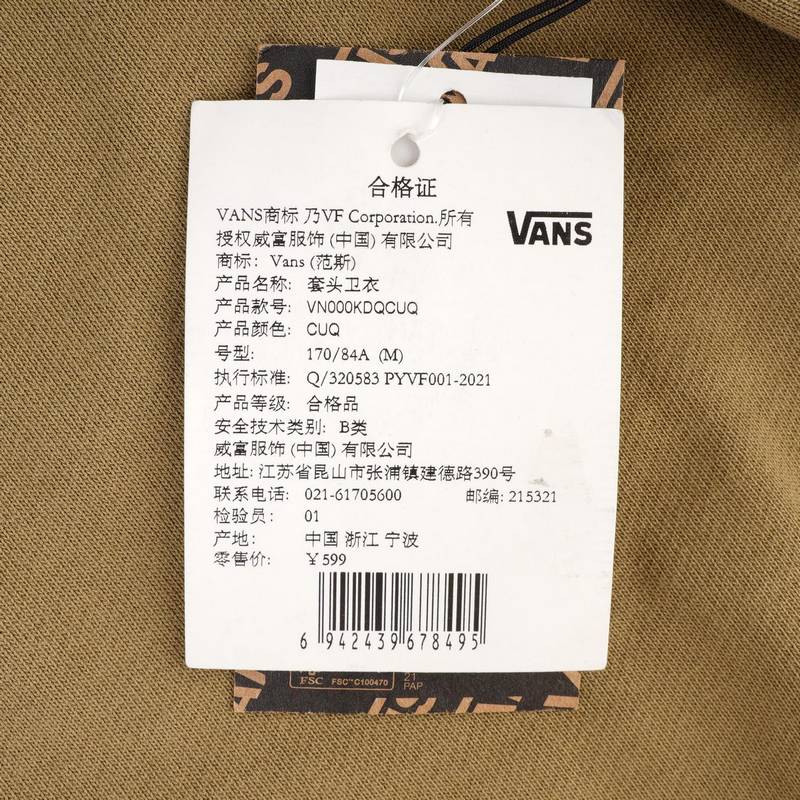 合格证
VANS商标 乃VF Corporation.所有
授权威富服饰 (中国) 有限公司
VANS
商标: Vans (范斯)
产品名称: 套头卫衣
产品款号: VN000KDQCUQ
产品颜色: CUQ
号型: 170/84A (M)
执行标准: Q/320583 PYVF001-2021
产品等级: 合格品
安全技术类别: B类
威富服饰 (中国) 有限公司
地址: 江苏省昆山市张浦镇建德路390号
联系电话: 021-61705600 邮编: 215321
检验员: 01
产地: 中国 浙江 宁波
零售价: ¥599
6 942439 678495
FSC FSC™C100470
21
PAP